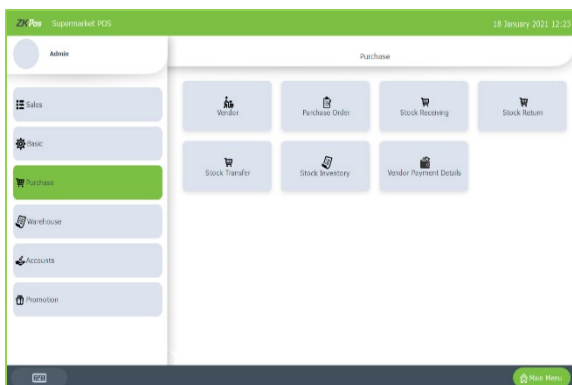 ZKPos Supermarket POS
18 January 2021 12:23
Admin
Purchase
Sales
Basic
Purchase
Warehouse
Accounts
Promotion
Vendor
Purchase Order
Stock Receiving
Stock Return
Stock Transfer
Stock Inventory
Vendor Payment Details
Main Menu